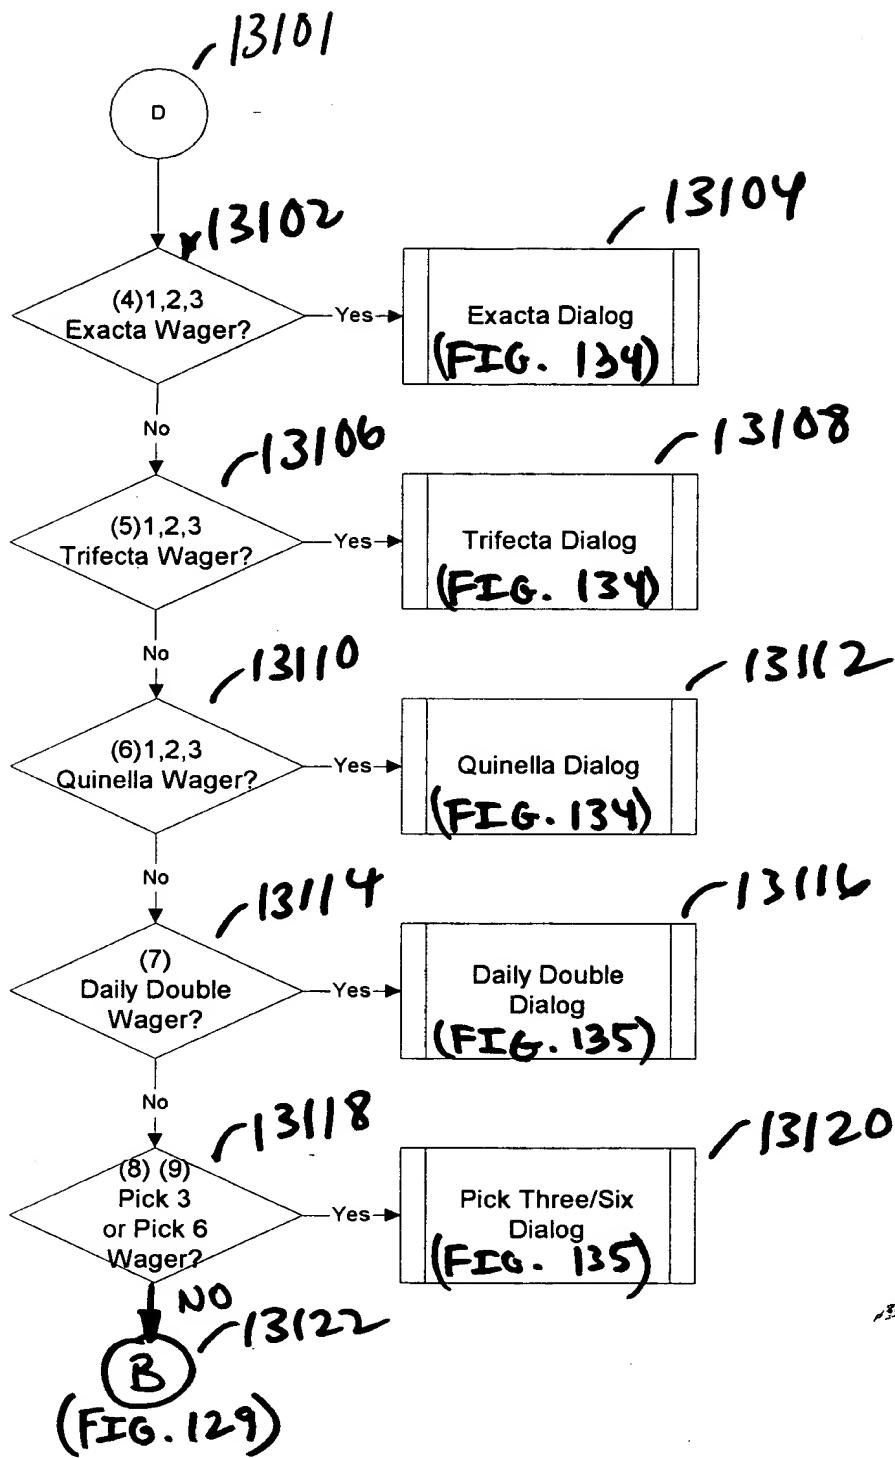 13101
D
13102
(4)1,2,3
Exacta Wager?
Yes
13104
Exacta Dialog
(FIG. 134)
No
13106
(5)1,2,3
Trifecta Wager?
Yes
13108
Trifecta Dialog
(FIG. 134)
No
13110
(6)1,2,3
Quinella Wager?
Yes
13112
Quinella Dialog
(FIG. 134)
No
13114
(7)
Daily Double
Wager?
Yes
13116
Daily Double
Dialog
(FIG. 135)
No
13118
(8) (9)
Pick 3
or Pick 6
Wager?
Yes
13120
Pick Three/Six
Dialog
(FIG. 135)
NO
13122
B
(FIG. 129)